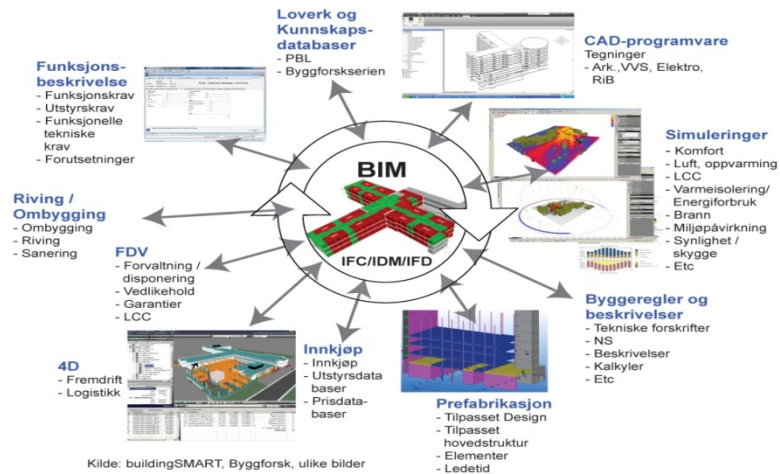 Loverk og
Kunnskaps-
databaser
- PBL
- Byggforskserien
CAD-programvare
Tegninger
- Ark.,VVS, Elektro,
RiB
Simuleringer
- Komfort
- Luft, oppvarming
- LCC
- Varmeisolering/
Energiforbruk
- Brann
- Miljøpåvirkning
- Synlighet /
skygge
- Etc
Byggeregler og
beskrivelser
- Tekniske forskrifter
- NS
- Beskrivelser
- Kalkyler
- Etc
Prefabrikasjon
- Tilpasset Design
- Tilpasset
hovedstruktur
- Elementer
- Ledetid
Innkjøp
- Innkjøp
- Utstyrsdata
baser
- Prisdata-
baser
4D
- Fremdrift
- Logistikk
FDV
- Forvaltning /
disponering
- Vedlikehold
- Garantier
- LCC
Riving /
Ombygging
- Ombygging
- Riving
- Sanering
Funksjons-
beskrivelse
- Funksjonskrav
- Utstyrskrav
- Funksjonelle
tekniske
krav
- Forutsetninger
BIM
IFC/IDM/IFD
Kilde: buildingSMART, Byggforsk, ulike bilder